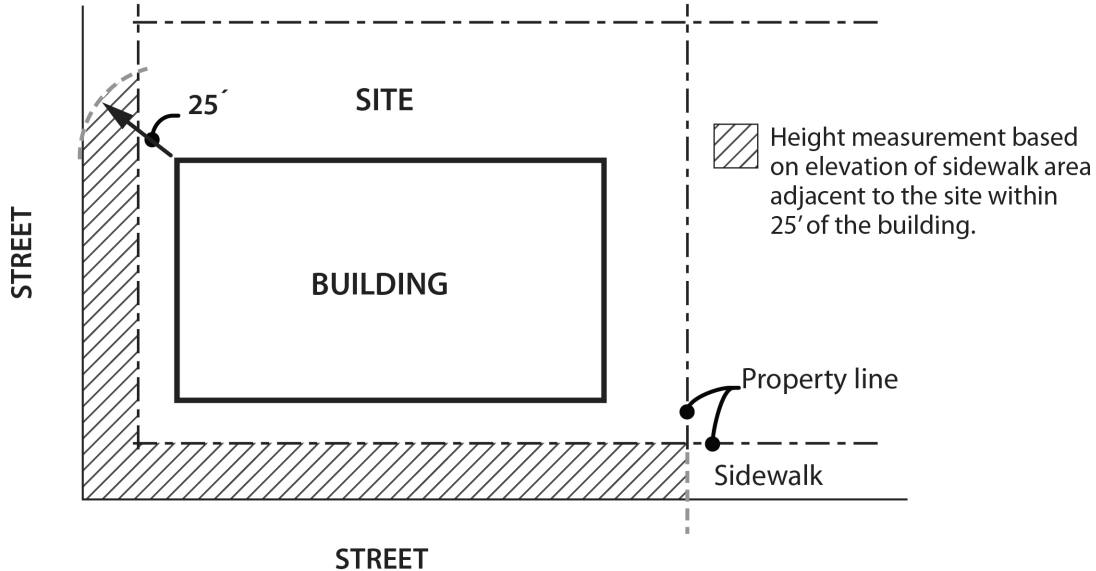 25´
SITE
Height measurement based
on elevation of sidewalk area
adjacent to the site within
25’ of the building.
STREET
BUILDING
Property line
Sidewalk
STREET